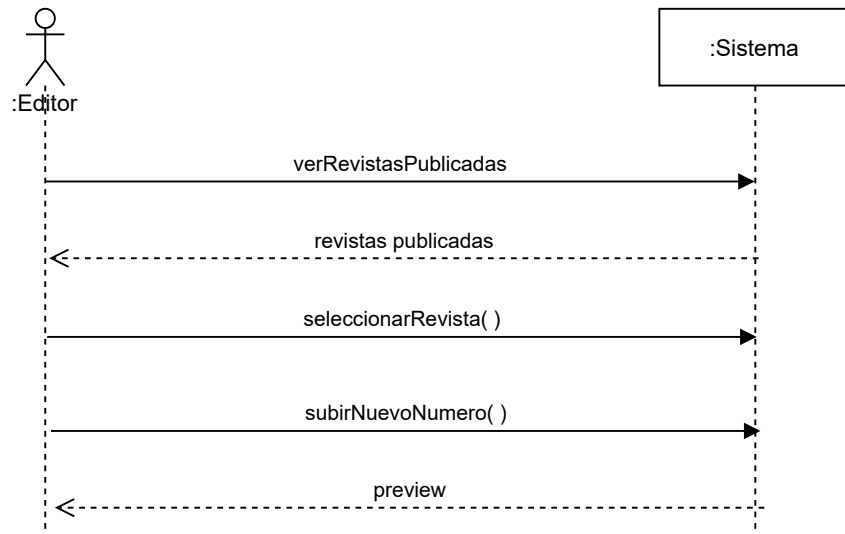 :Editor
:Sistema
verRevistasPublicadas
revistas publicadas
seleccionarRevista( )
subirNuevoNumero( )
preview